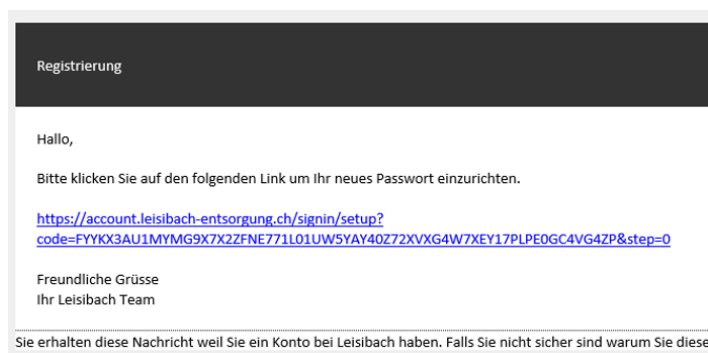 Registrierung
Hallo,
Bitte klicken Sie auf den folgenden Link um Ihr neues Passwort einzurichten.
https://account.leisibach-entsorgung.ch/signin/setup?
code=FYYKX3AU1MYMG9X7X2ZFNE771L01UW5YAY40Z72XVXG4W7XEY17PLPE0GC4VG4ZP&step=0
Freundliche Grüsse
Ihr Leisibach Team
Sie erhalten diese Nachricht weil Sie ein Konto bei Leisibach haben. Falls Sie nicht sicher sind warum Sie diese